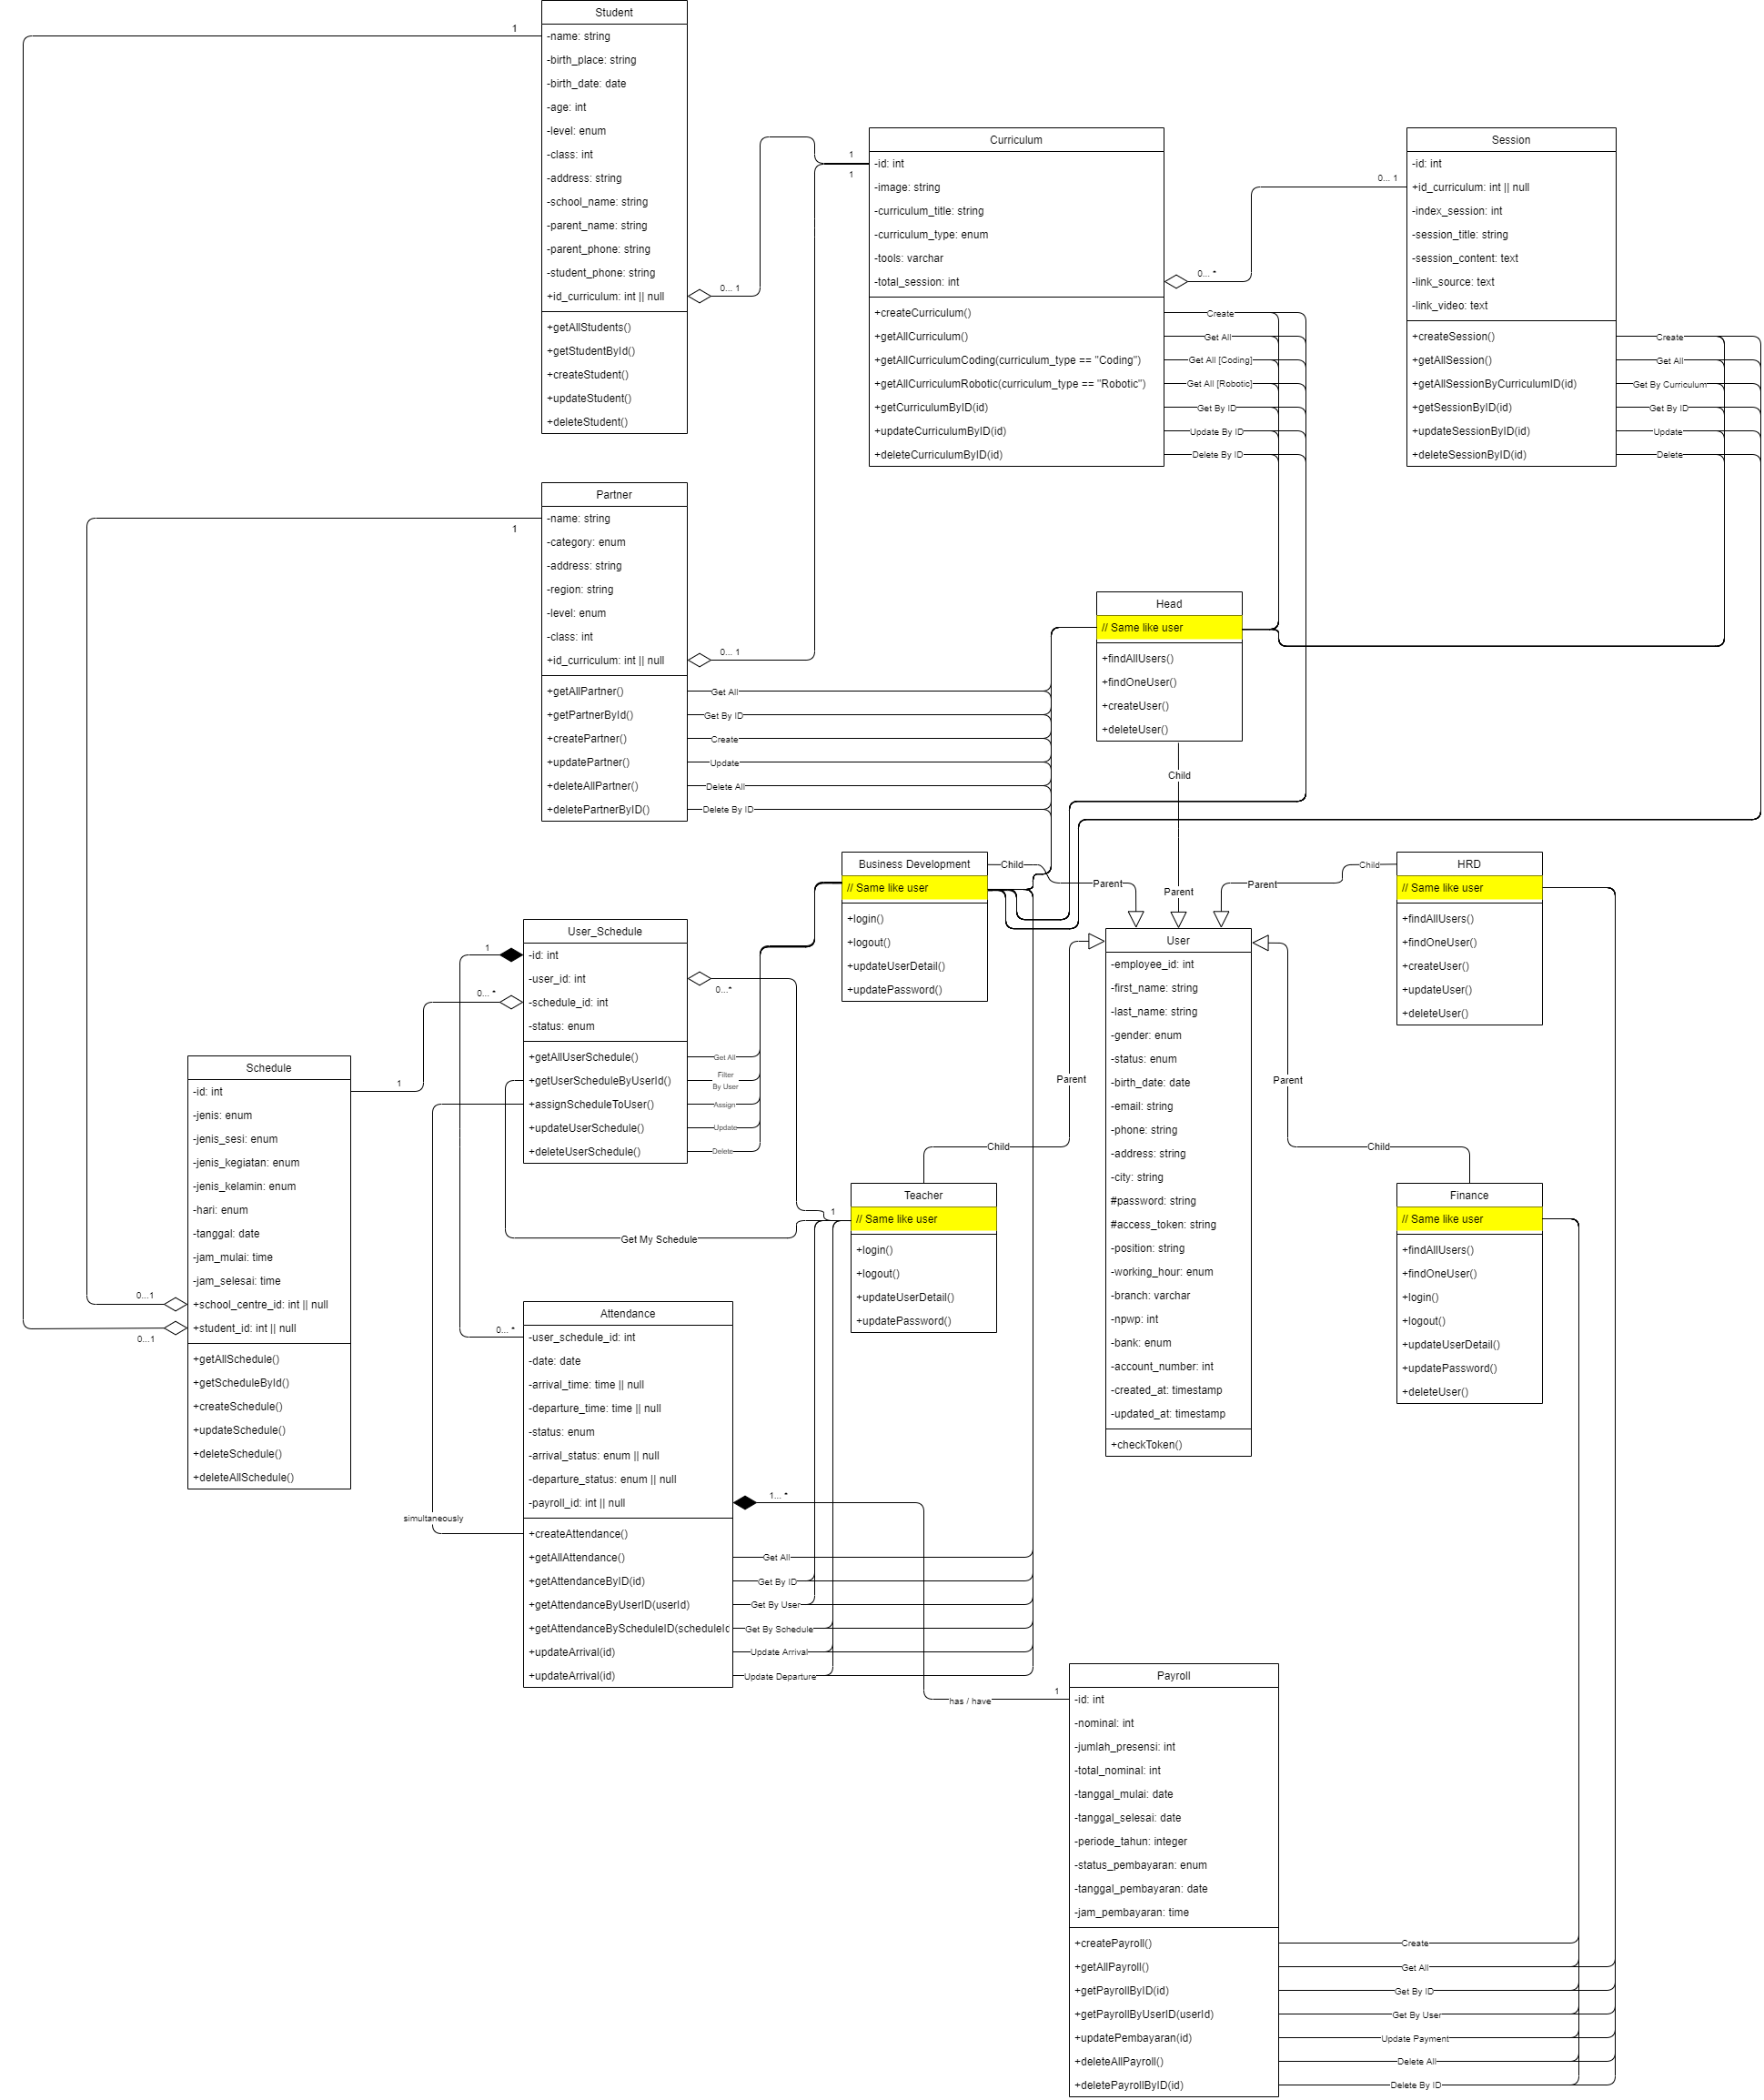 Student
-name: string
-birth_place: string
-birth_date: date
-age: int
-level: enum
-class: int
-address: string
-school_name: string
-parent_name: string
-parent_phone: string
-student_phone: string
+id_curriculum: int || null
+getAllStudents()
+getStudentById()
+createStudent()
+updateStudent()
+deleteStudent()
1
0... 1
Curriculum
-id: int
-image: string
-curriculum_title: string
-curriculum_type: enum
-tools: varchar
-total_session: int
+createCurriculum()
+getAllCurriculum()
+getAllCurriculumCoding(curriculum_type == "Coding")
+getAllCurriculumRobotic(curriculum_type == "Robotic")
+getCurriculumByID(id)
+updateCurriculumByID(id)
+deleteCurriculumByID(id)
1
1
0... *
Create
Get All
Get All [Coding]
Get All [Robotic]
Get By ID
Update By ID
Delete By ID
0... 1
Session
-id: int
+id_curriculum: int || null
-index_session: int
-session_title: string
-session_content: text
-link_source: text
-link_video: text
+createSession()
+getAllSession()
+getAllSessionByCurriculumID(id)
+getSessionByID(id)
+updateSessionByID(id)
+deleteSessionByID(id)
Create
Get All
Get By Curriculum
Get By ID
Update
Delete
Partner
-name: string
-category: enum
-address: string
-region: string
-level: enum
-class: int
+id_curriculum: int || null
+getAllPartner()
+getPartnerById()
+createPartner()
+updatePartner()
+deleteAllPartner()
+deletePartnerByID()
1
0... 1
Get All
Get By ID
Create
Update
Delete All
Delete By ID
Head
// Same like user
+findAllUsers()
+findOneUser()
+createUser()
+deleteUser()
Child
Parent
Business Development
// Same like user
+login()
+logout()
+updateUserDetail()
+updatePassword()
Child
Parent
HRD
// Same like user
+findAllUsers()
+findOneUser()
+createUser()
+updateUser()
+deleteUser()
Child
Parent
User_Schedule
-id: int
-user_id: int
-schedule_id: int
-status: enum
+getAllUserSchedule()
+getUserScheduleByUserId()
+assignScheduleToUser()
+updateUserSchedule()
+deleteUserSchedule()
1
0... *
0...*
Get All
Filter
By User
Assign
Update
Delete
User
-employee_id: int
-first_name: string
-last_name: string
-gender: enum
-status: enum
-birth_date: date
-email: string
-phone: string
-address: string
-city: string
#password: string
#access_token: string
-position: string
-working_hour: enum
-branch: varchar
-npwp: int
-bank: enum
-account_number: int
-created_at: timestamp
-updated_at: timestamp
+checkToken()
Parent
Child
Parent
Child
Schedule
-id: int
-jenis: enum
-jenis_sesi: enum
-jenis_kegiatan: enum
-jenis_kelamin: enum
-hari: enum
-tanggal: date
-jam_mulai: time
-jam_selesai: time
+school_centre_id: int || null
+student_id: int || null
+getAllSchedule()
+getScheduleById()
+createSchedule()
+updateSchedule()
+deleteSchedule()
+deleteAllSchedule()
1
0...1
0...1
Teacher
// Same like user
+login()
+logout()
+updateUserDetail()
+updatePassword()
1
Get My Schedule
Finance
// Same like user
+findAllUsers()
+findOneUser()
+login()
+logout()
+updateUserDetail()
+updatePassword()
+deleteUser()
Attendance
-user_schedule_id: int
-date: date
-arrival_time: time || null
-departure_time: time || null
-status: enum
-arrival_status: enum || null
-departure_status: enum || null
-payroll_id: int || null
+createAttendance()
+getAllAttendance()
+getAttendanceByID(id)
+getAttendanceByUserID(userId)
+getAttendanceByScheduleID(scheduleId
+updateArrival(id)
+updateArrival(id)
0... *
simultaneously
1... *
Get All
Get By ID
Get By User
Get By Schedule
Update Arrival
Update Departure
has / have
1
Payroll
-id: int
-nominal: int
-jumlah_presensi: int
-total_nominal: int
-tanggal_mulai: date
-tanggal_selesai: date
-periode_tahun: integer
-status_pembayaran: enum
-tanggal_pembayaran: date
-jam_pembayaran: time
+createPayroll()
+getAllPayroll()
+getPayrollByID(id)
+getPayrollByUserID(userId)
+updatePembayaran(id)
+deleteAllPayroll()
+deletePayrollByID(id)
Create
Get All
Get By ID
Get By User
Update Payment
Delete All
Delete By ID